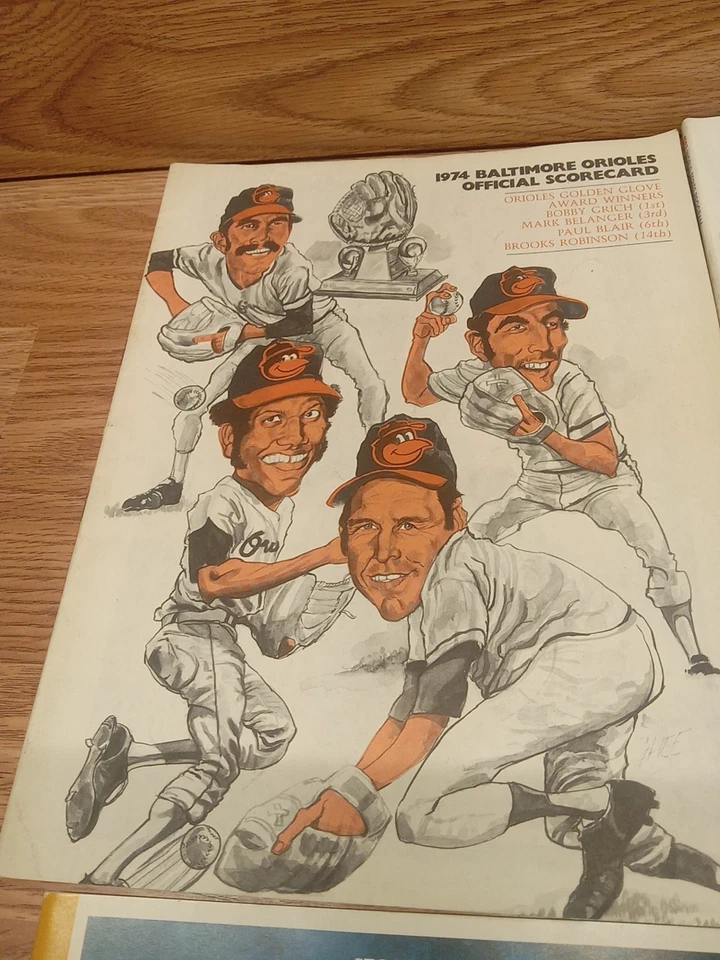 1974 BALTIMORE ORIOLES
OFFICIAL SCORECARD
ORIOLES GOLDEN GLOVE
AWARD WINNERS
BOBBY GRICH (1st)
MARK BELANGER (3rd)
PAUL BLAIR (6th)
BROOKS ROBINSON (14th)
Orio